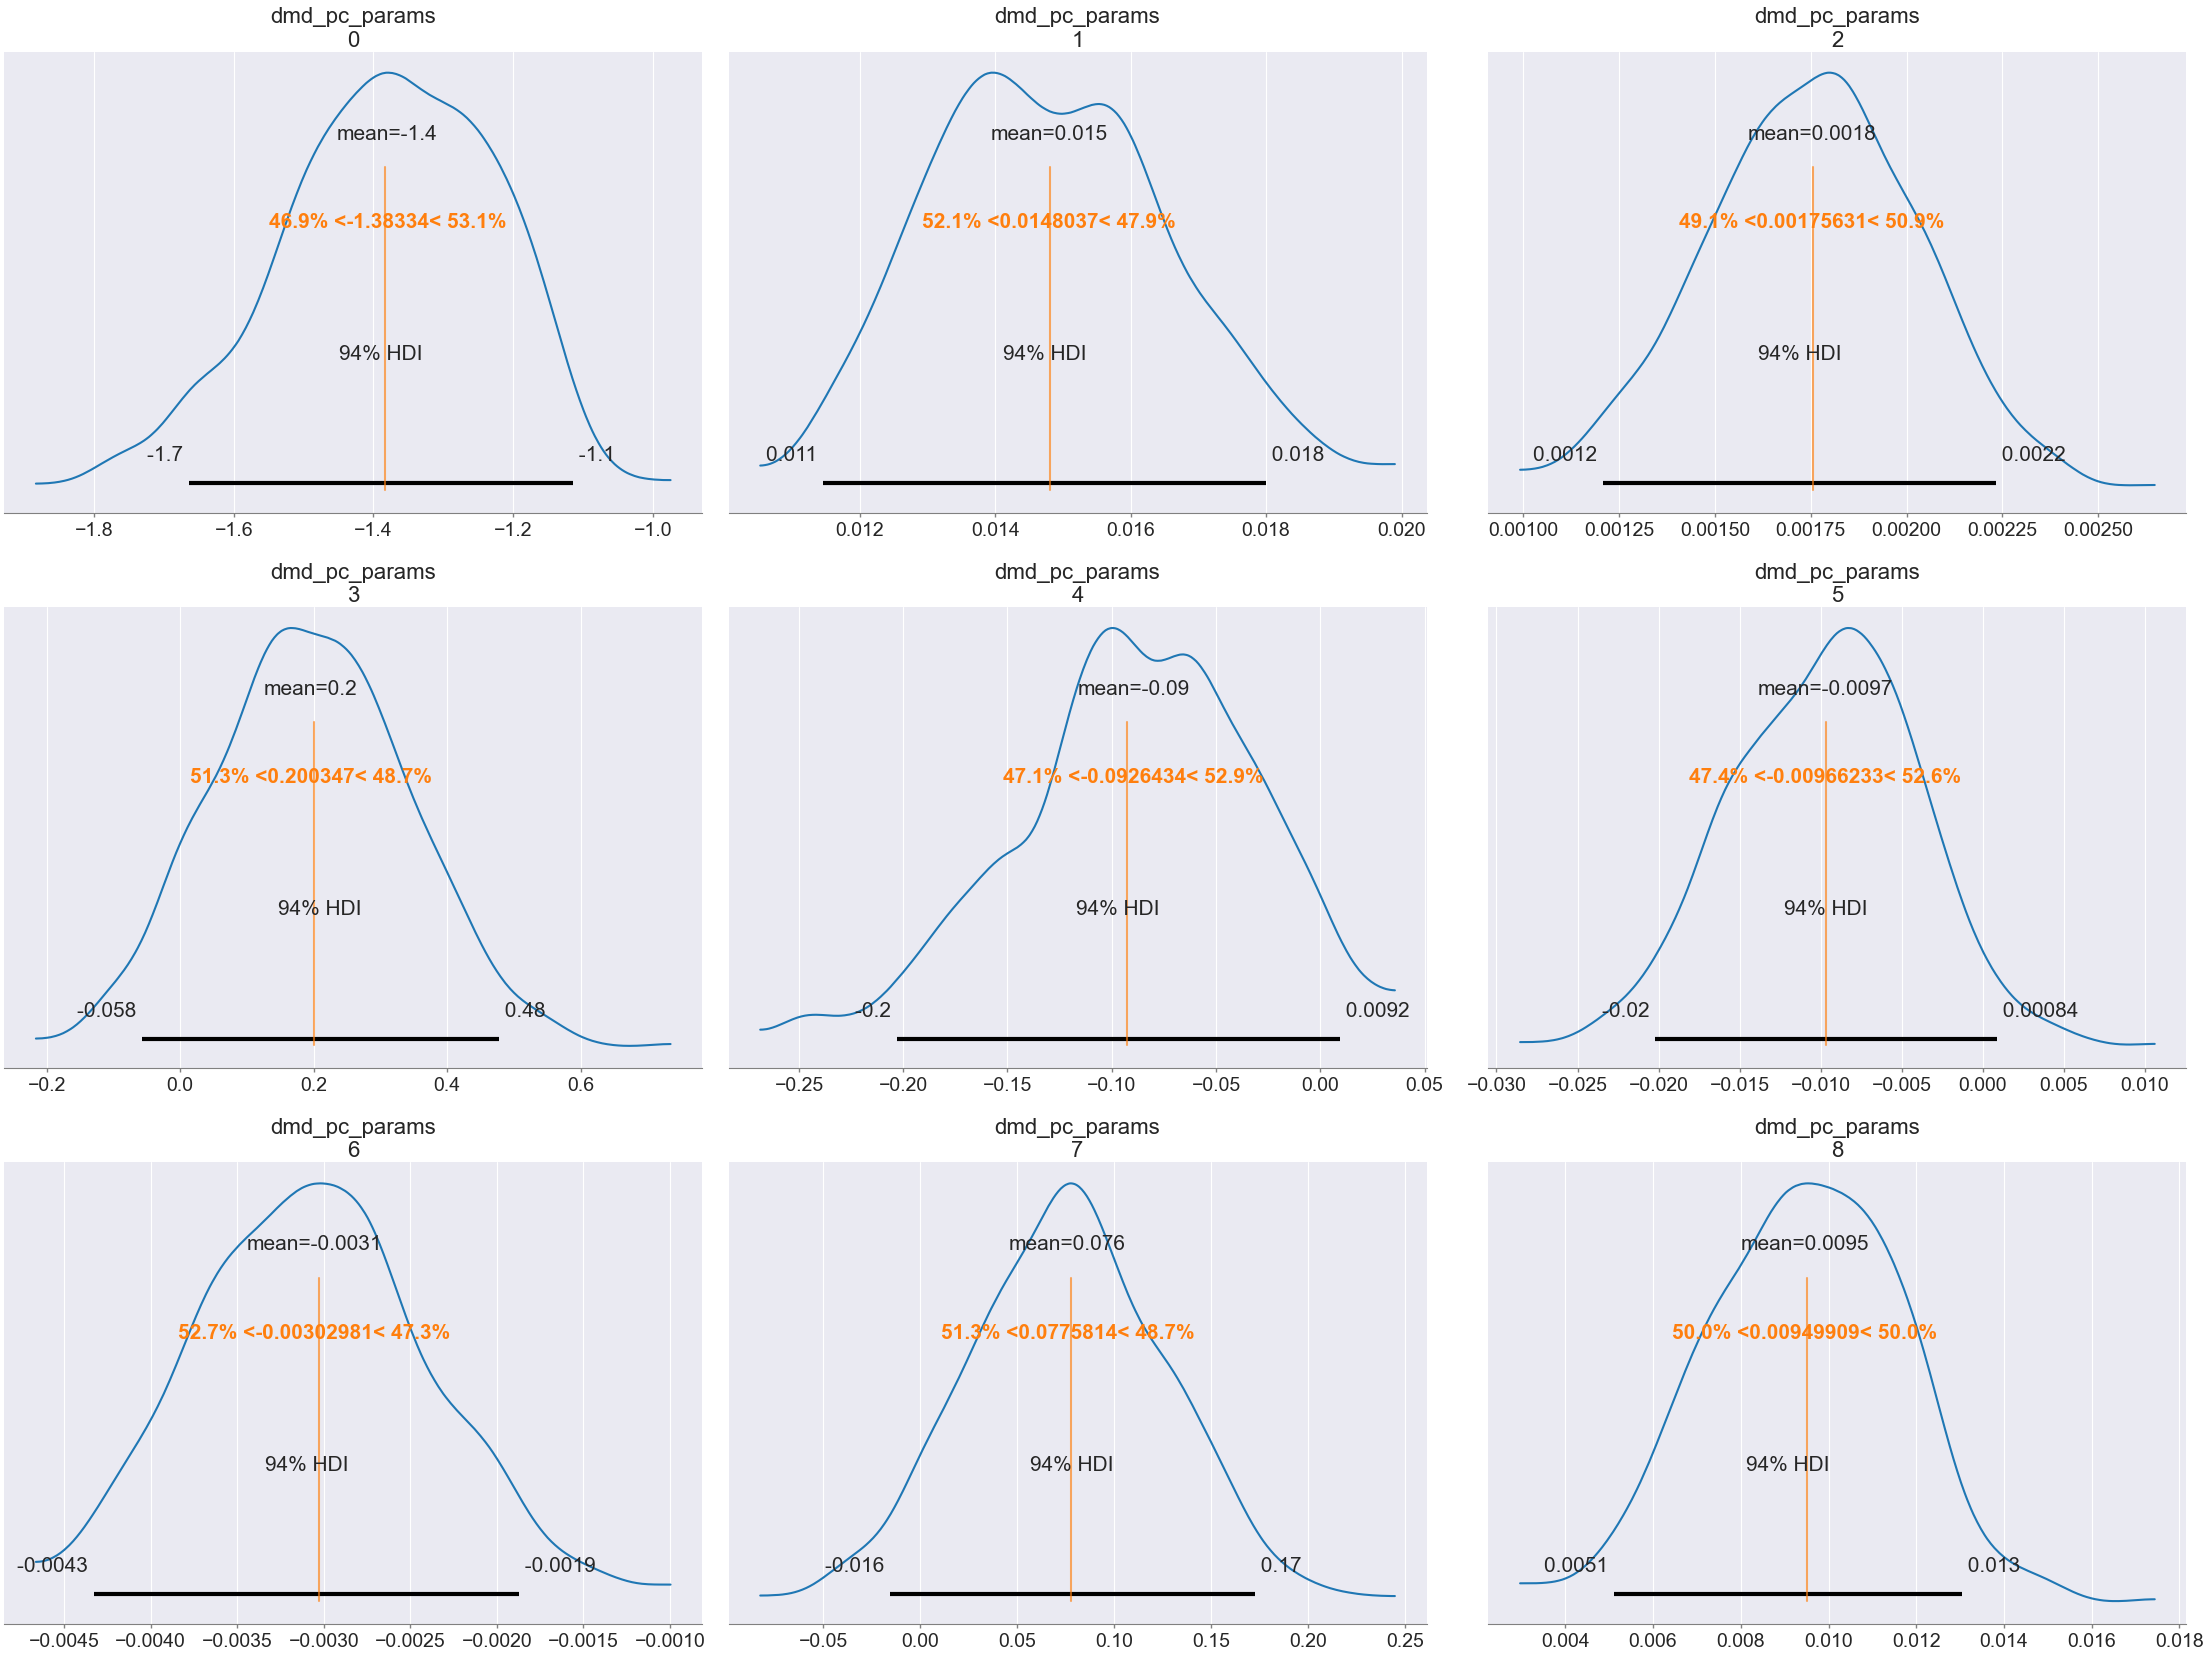 dmd_pc_params
0
mean=-1.4
46.9% <-1.38334< 53.1%
94% HDI
-1.7
-1.1
−1.8 −1.6 −1.4 −1.2 −1.0
dmd_pc_params
1
mean=0.015
52.1% <0.0148037< 47.9%
94% HDI
0.011
0.018
0.012 0.014 0.016 0.018 0.020
dmd_pc_params
2
mean=0.0018
49.1% <0.00175631< 50.9%
94% HDI
0.0012
0.0022
0.00100 0.00125 0.00150 0.00175 0.00200 0.00225 0.00250
dmd_pc_params
3
mean=0.2
51.3% <0.200347< 48.7%
94% HDI
-0.058
0.48
−0.2 0.0 0.2 0.4 0.6
dmd_pc_params
4
mean=-0.09
47.1% <-0.0926434< 52.9%
94% HDI
-0.2
0.0092
−0.25 −0.20 −0.15 −0.10 −0.05 0.00 0.05
dmd_pc_params
5
mean=-0.0097
47.4% <-0.00966233< 52.6%
94% HDI
-0.02
0.00084
−0.030 −0.025 −0.020 −0.015 −0.010 −0.005 0.000 0.005 0.010
dmd_pc_params
6
mean=-0.0031
52.7% <-0.00302981< 47.3%
94% HDI
-0.0043
-0.0019
−0.0045 −0.0040 −0.0035 −0.0030 −0.0025 −0.0020 −0.0015 −0.0010
dmd_pc_params
7
mean=0.076
51.3% <0.0775814< 48.7%
94% HDI
-0.016
0.17
−0.05 0.00 0.05 0.10 0.15 0.20 0.25
dmd_pc_params
8
mean=0.0095
50.0% <0.00949909< 50.0%
94% HDI
0.0051
0.013
0.004 0.006 0.008 0.010 0.012 0.014 0.016 0.018